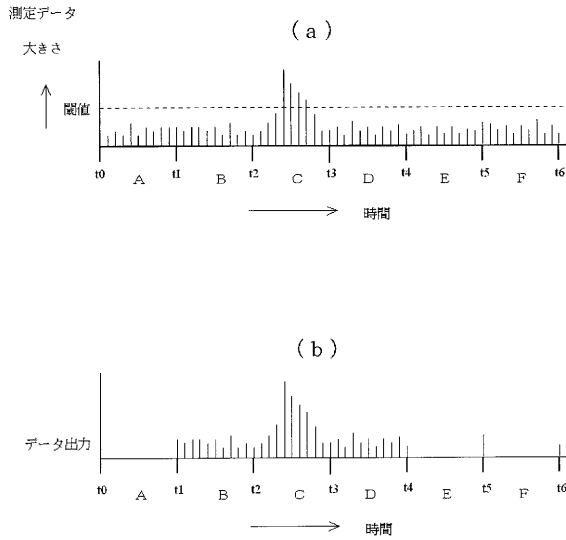 測定データ
(a)
大きさ
閾値
t0 t1 t2 t3 t4 t5 t6
A B C D E F
時間
(b)
データ出力
t0 t1 t2 t3 t4 t5 t6
A B C D E F
時間